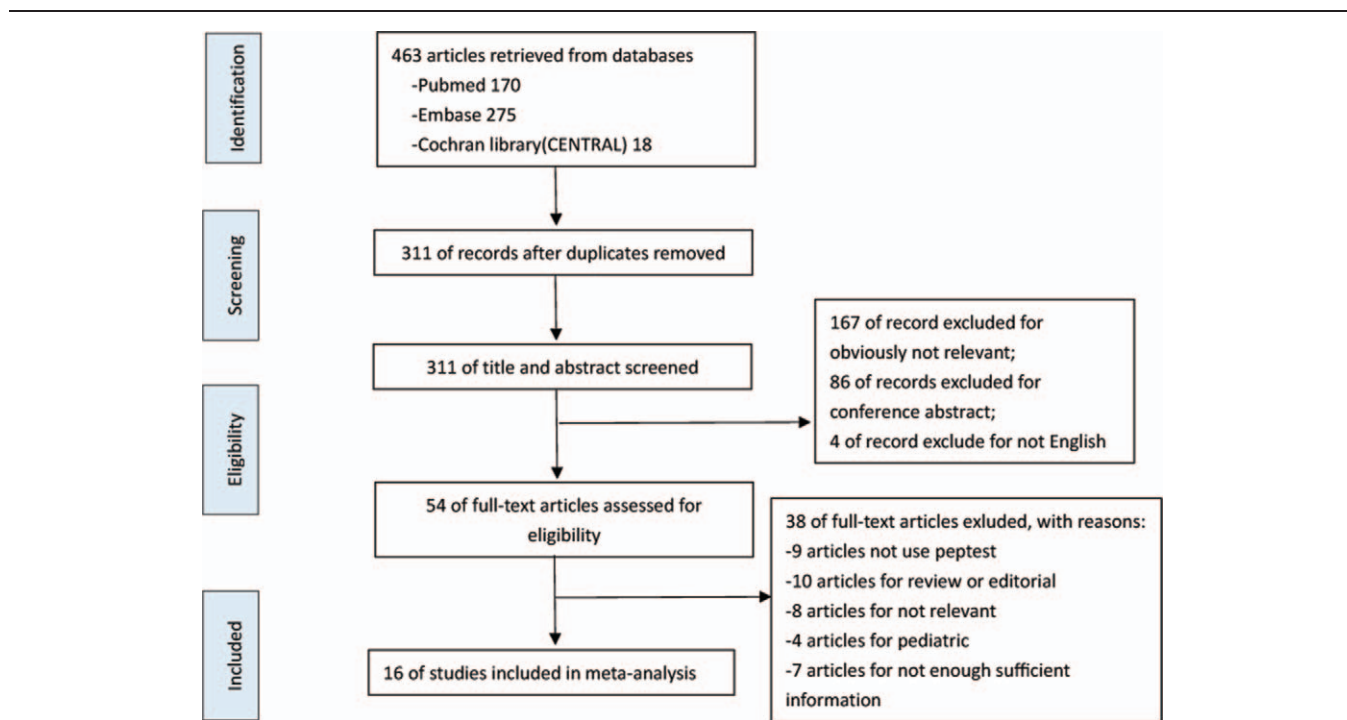 Identification
463 articles retrieved from databases
-Pubmed 170
-Embase 275
-Cochran library(CENTRAL) 18
Screening
311 of records after duplicates removed
311 of title and abstract screened
167 of record excluded for
obviously not relevant;
86 of records excluded for
conference abstract;
4 of record exclude for not English
Eligibility
54 of full-text articles assessed for
eligibility
38 of full-text articles exluded, with reasons:
-9 articles not use peptest
-10 articles for review or editorial
-8 articles for not relevant
-4 articles for pediatric
-7 articles for not enough sufficient
information
Included
16 of studies included in meta-analysis